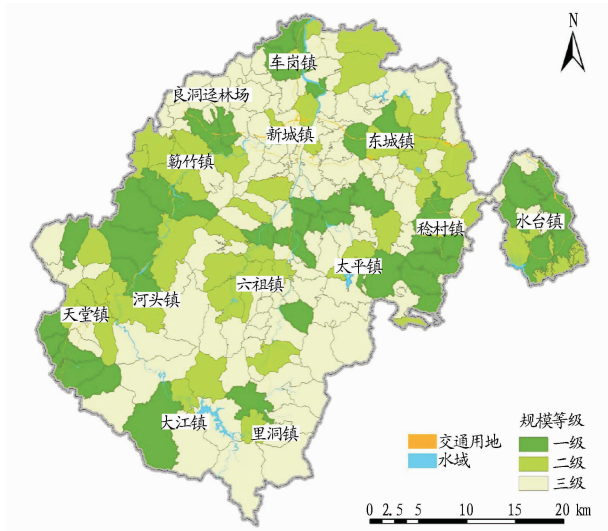 N
车岗镇
良洞迳林场
新城镇
东城镇
簕竹镇
稔村镇
水台镇
太平镇
六祖镇
河头镇
天堂镇
大江镇
里洞镇
规模等级
交通用地
一级
水域
二级
三级
0 2.5 5 10 15 20 km